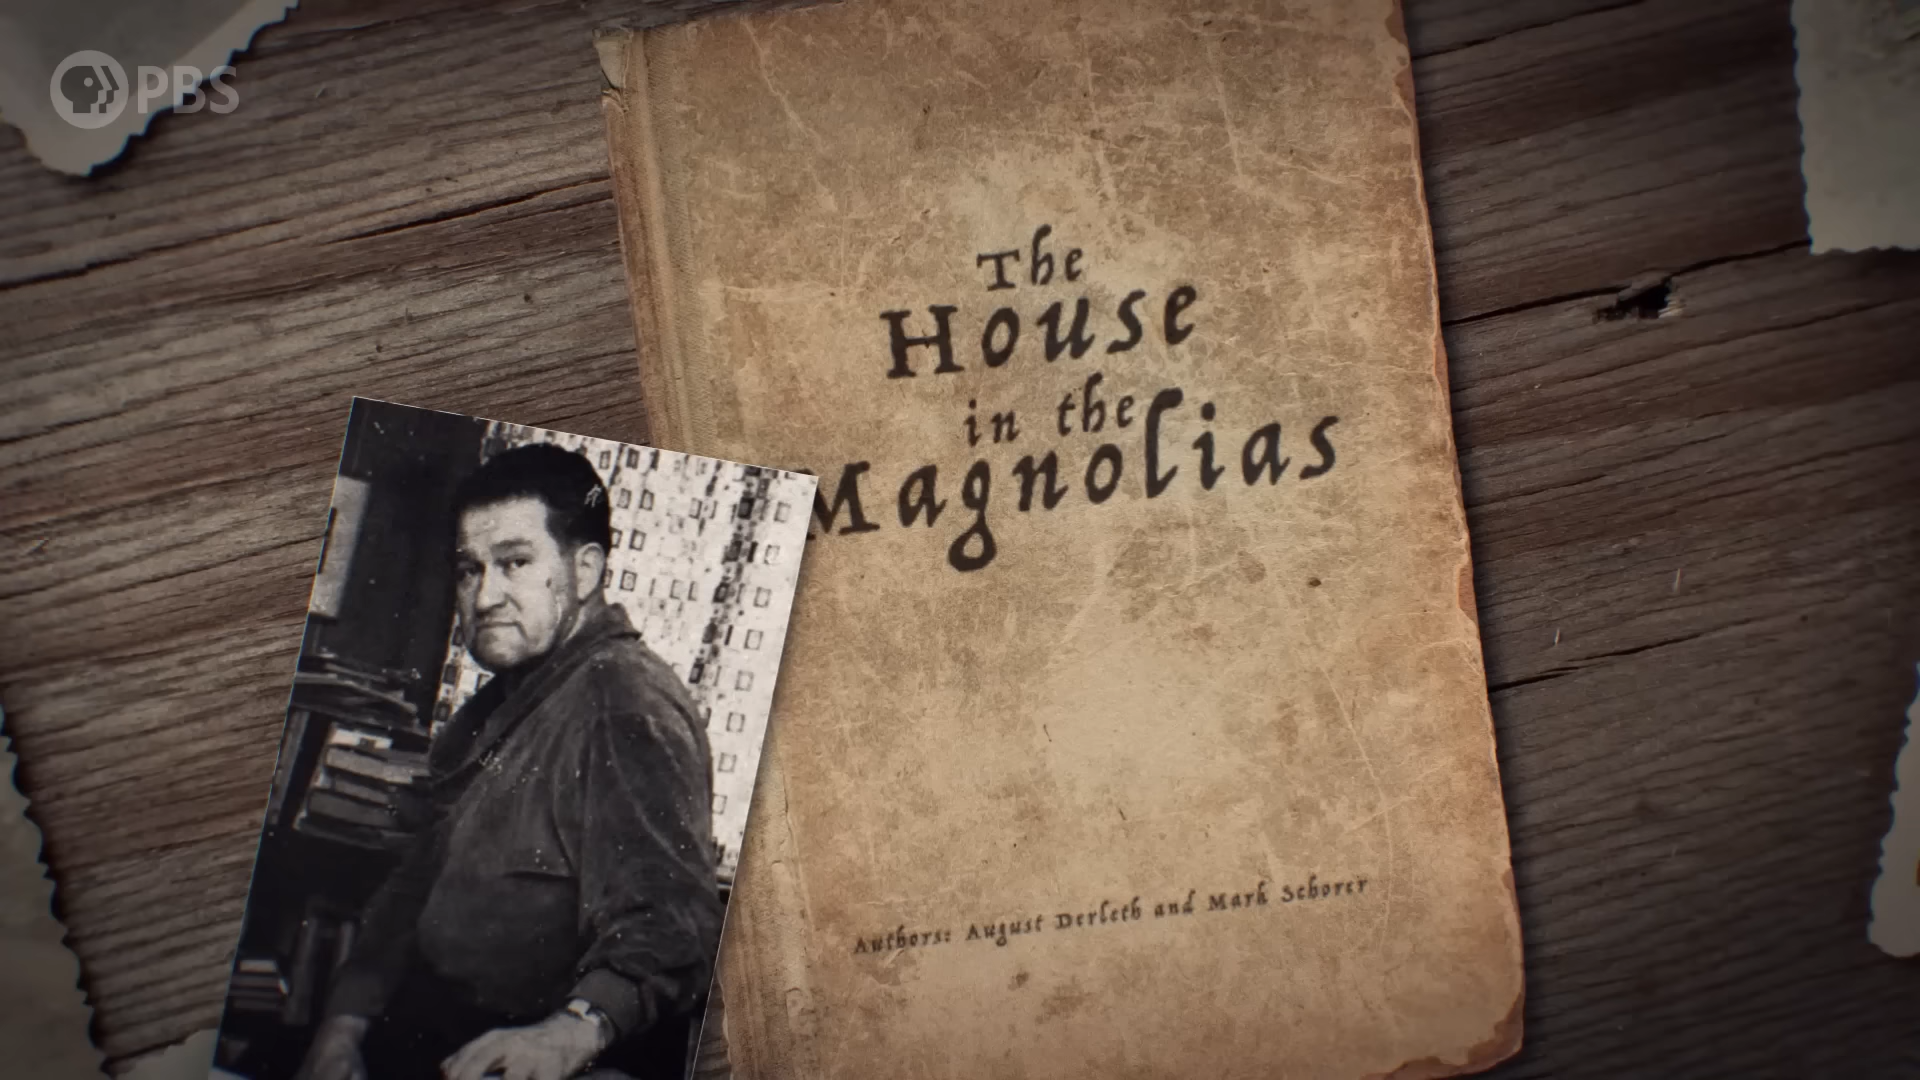 PBS
The
House
in the
Magnolias
Authors: August Derleth and Mark Schorer